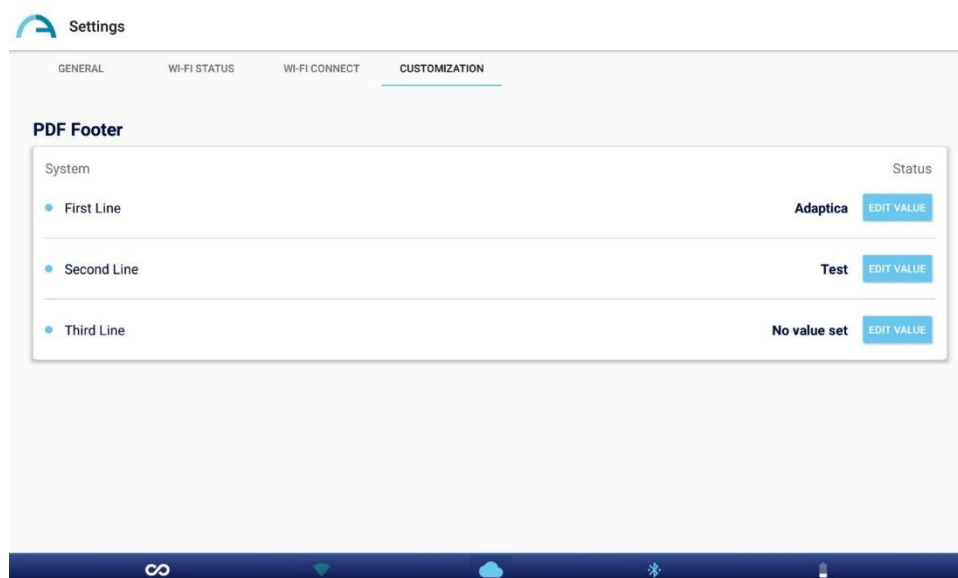 Settings
GENERAL WI-FI STATUS WI-FI CONNECT CUSTOMIZATION
PDF Footer
System Status
First Line Adaptica EDIT VALUE
Second Line Test EDIT VALUE
Third Line No value set EDIT VALUE